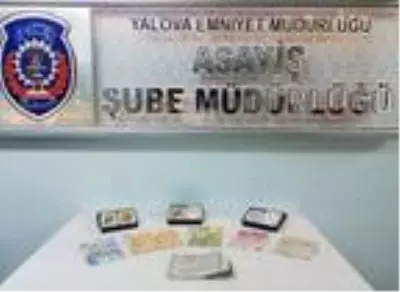 YALOVA EMNİYET MÜDÜRLÜĞÜ
ASAYİŞ
ŞUBE MÜDÜRLÜĞÜ